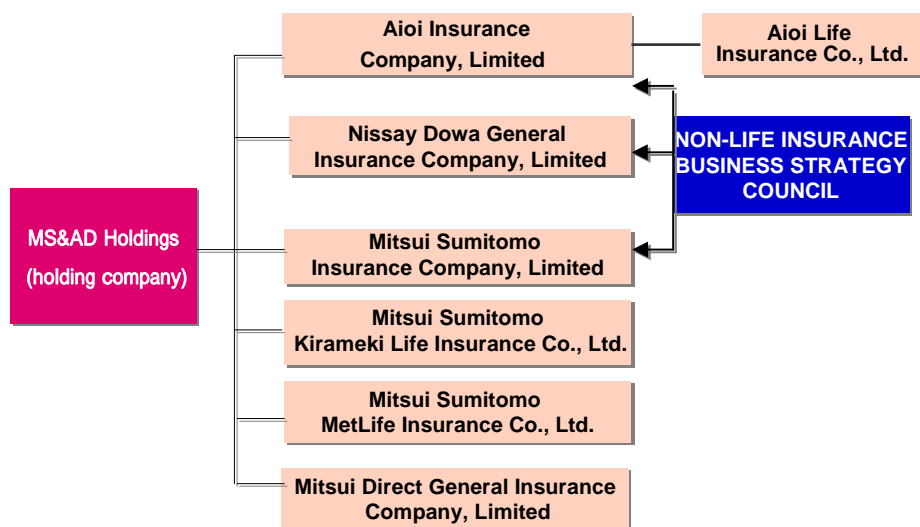 Aioi Insurance
Company, Limited
Aioi Life
Insurance Co., Ltd.
Nissay Dowa General
Insurance Company, Limited
NON-LIFE INSURANCE
BUSINESS STRATEGY
COUNCIL
MS&AD Holdings
(holding company)
Mitsui Sumitomo
Insurance Company, Limited
Mitsui Sumitomo
Kirameki Life Insurance Co., Ltd.
Mitsui Sumitomo
MetLife Insurance Co., Ltd.
Mitsui Direct General Insurance
Company, Limited